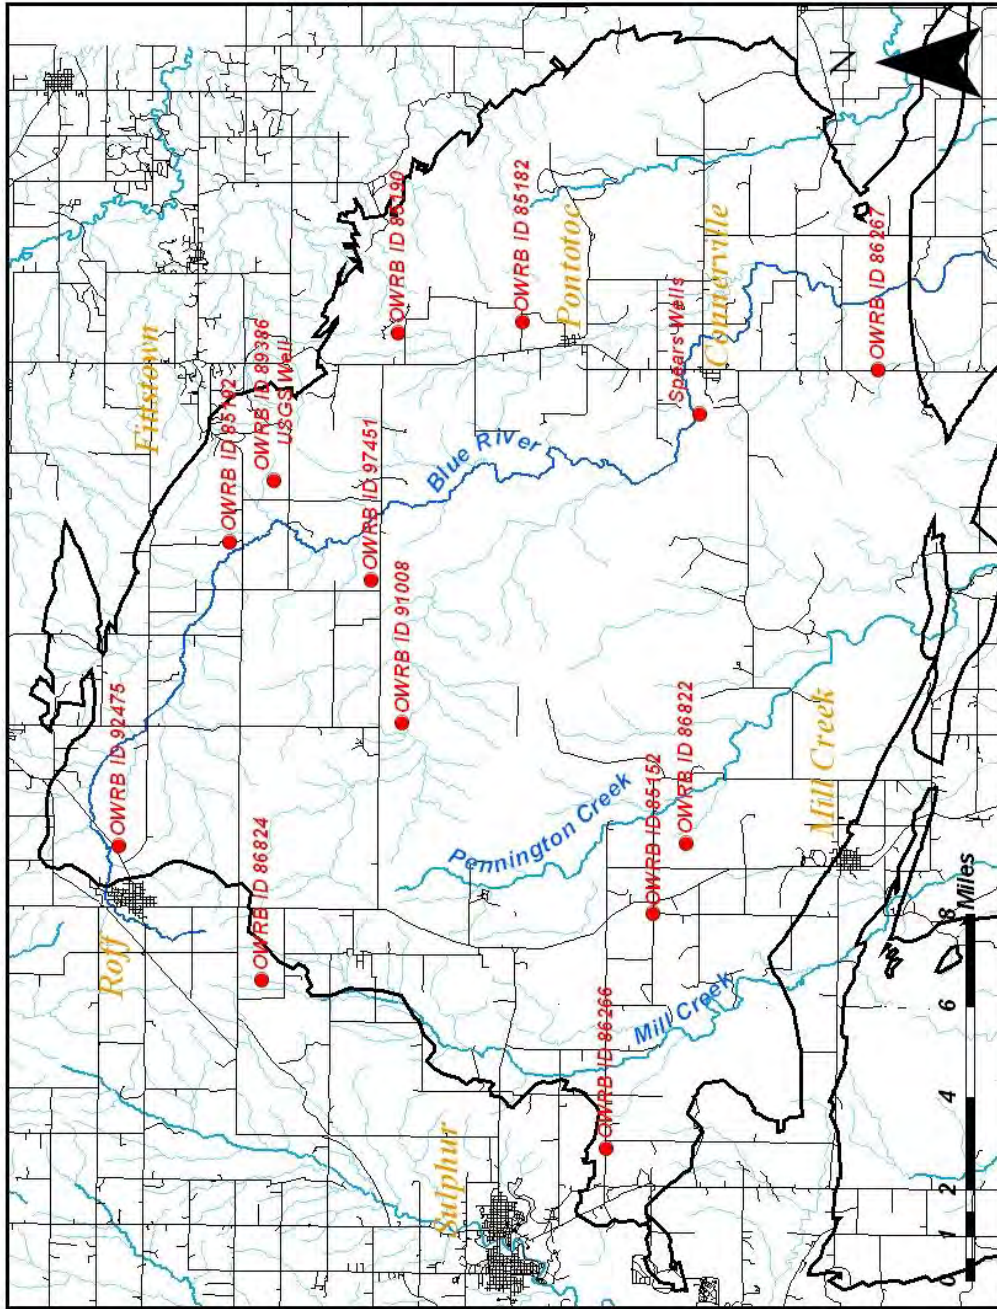 Roff
OWRB ID 92475
Fittstown
OWRB ID 85192
OWRB ID 86824
OWRB ID 89386
USGS Well
OWRB ID 97451
OWRB ID 85190
OWRB ID 91008
Sulphur
Blue River
OWRB ID 85182
Pennington Creek
Pontotoc
OWRB ID 86266
OWRB ID 85152
Spears Wells
Mill Creek
OWRB ID 86822
Connerville
Mill Creek
N
OWRB ID 86267
0 1 2 4 6 8
Miles